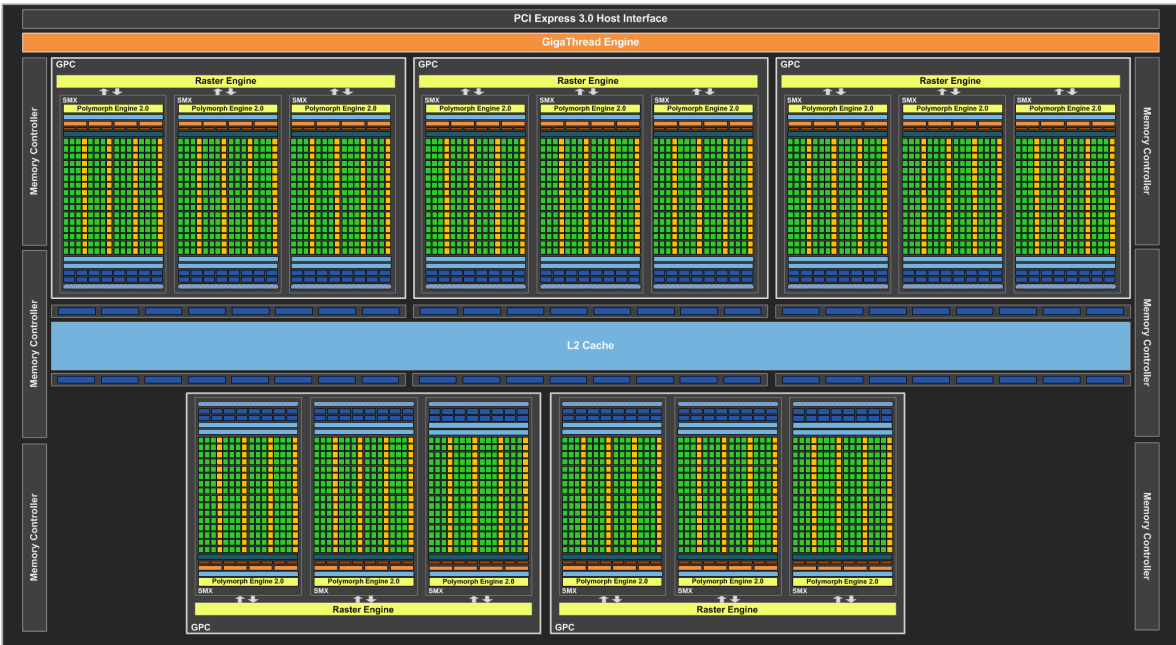 PCI Express 3.0 Host Interface
GigaThread Engine
Memory Controller
Memory Controller
Memory Controller
GPC
Raster Engine
SMX
Polymorph Engine 2.0
SMX
Polymorph Engine 2.0
SMX
Polymorph Engine 2.0
GPC
Raster Engine
SMX
Polymorph Engine 2.0
SMX
Polymorph Engine 2.0
SMX
Polymorph Engine 2.0
GPC
Raster Engine
SMX
Polymorph Engine 2.0
SMX
Polymorph Engine 2.0
SMX
Polymorph Engine 2.0
L2 Cache
Polymorph Engine 2.0
SMX
Polymorph Engine 2.0
SMX
Polymorph Engine 2.0
SMX
Raster Engine
GPC
Polymorph Engine 2.0
SMX
Polymorph Engine 2.0
SMX
Polymorph Engine 2.0
SMX
Raster Engine
GPC
Memory Controller
Memory Controller
Memory Controller